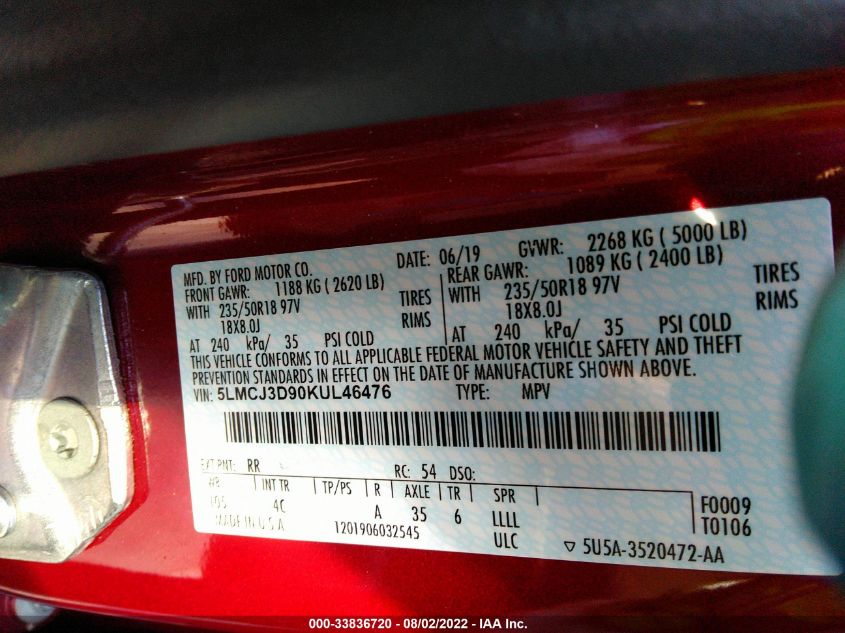 MFD. BY FORD MOTOR CO. DATE: 06/19 GVWR: 2268 KG ( 5000 LB)
FRONT GAWR: 1188 KG ( 2620 LB) REAR GAWR: 1089 KG ( 2400 LB)
WITH 235/50R18 97V TIRES WITH 235/50R18 97V TIRES
18X8.0J RIMS 18X8.0J RIMS
AT 240 kPa/ 35 PSI COLD AT 240 kPa/ 35 PSI COLD
THIS VEHICLE CONFORMS TO ALL APPLICABLE FEDERAL MOTOR VEHICLE SAFETY AND THEFT
PREVENTION STANDARDS IN EFFECT ON THE DATE OF MANUFACTURE SHOWN ABOVE.
VIN: 5LMCJ3D90KUL46476 TYPE: MPV
EXT PNT: RR RC: 54 DSO:
WB INT TR TP/PS R AXLE TR SPR F0009
105 4C A 35 6 LLLL T0106
MADE IN U.S.A 1201906032545 ULC ▽ 5U5A-3520472-AA
000-33836720 - 08/02/2022 - IAA Inc.